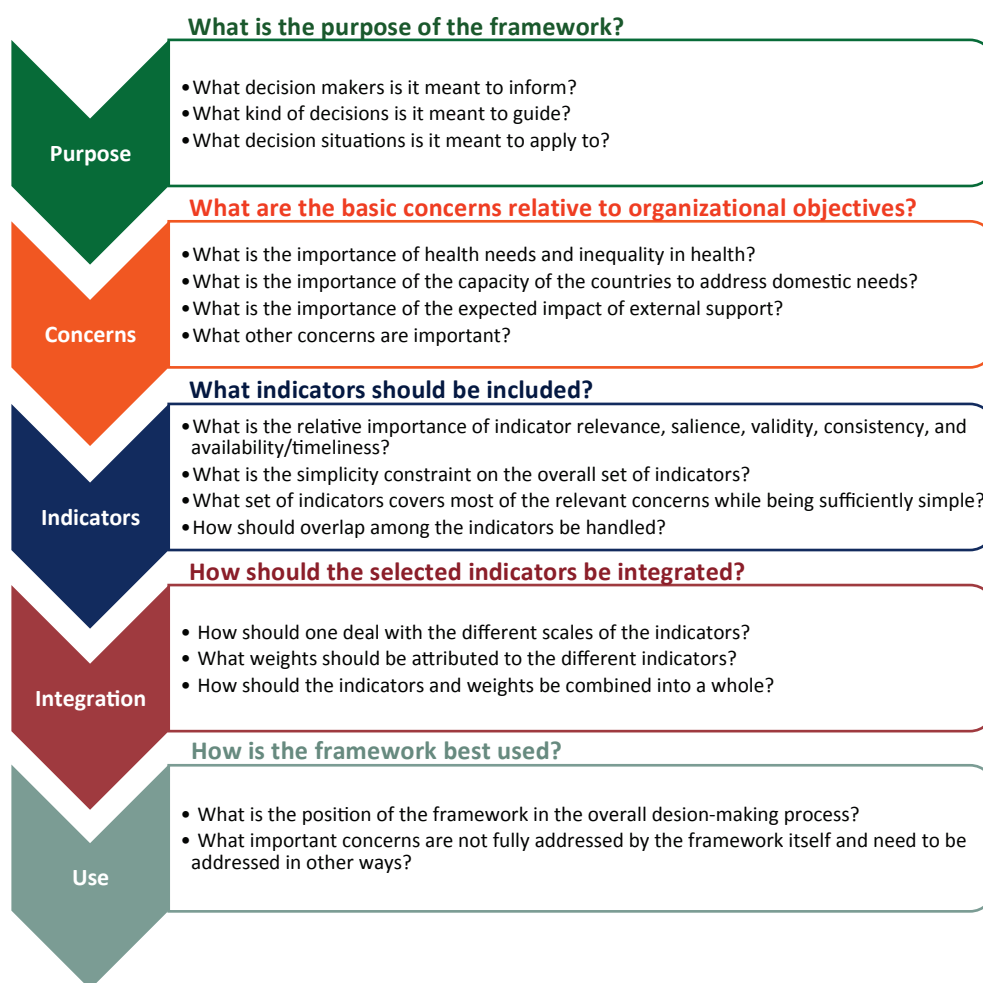 What is the purpose of the framework?
•What decision makers is it meant to inform?
•What kind of decisions is it meant to guide?
•What decision situations is it meant to apply to?
Purpose
What are the basic concerns relative to organizational objectives?
•What is the importance of health needs and inequality in health?
•What is the importance of the capacity of the countries to address domestic needs?
•What is the importance of the expected impact of external support?
•What other concerns are important?
Concerns
What indicators should be included?
•What is the relative importance of indicator relevance, salience, validity, consistency, and
availability/timeliness?
•What is the simplicity constraint on the overall set of indicators?
•What set of indicators covers most of the relevant concerns while being sufficiently simple?
•How should overlap among the indicators be handled?
Indicators
How should the selected indicators be integrated?
• How should one deal with the different scales of the indicators?
• What weights should be attributed to the different indicators?
• How should the indicators and weights be combined into a whole?
Integration
How is the framework best used?
• What is the position of the framework in the overall desion-making process?
• What important concerns are not fully addressed by the framework itself and need to be
addressed in other ways?
Use